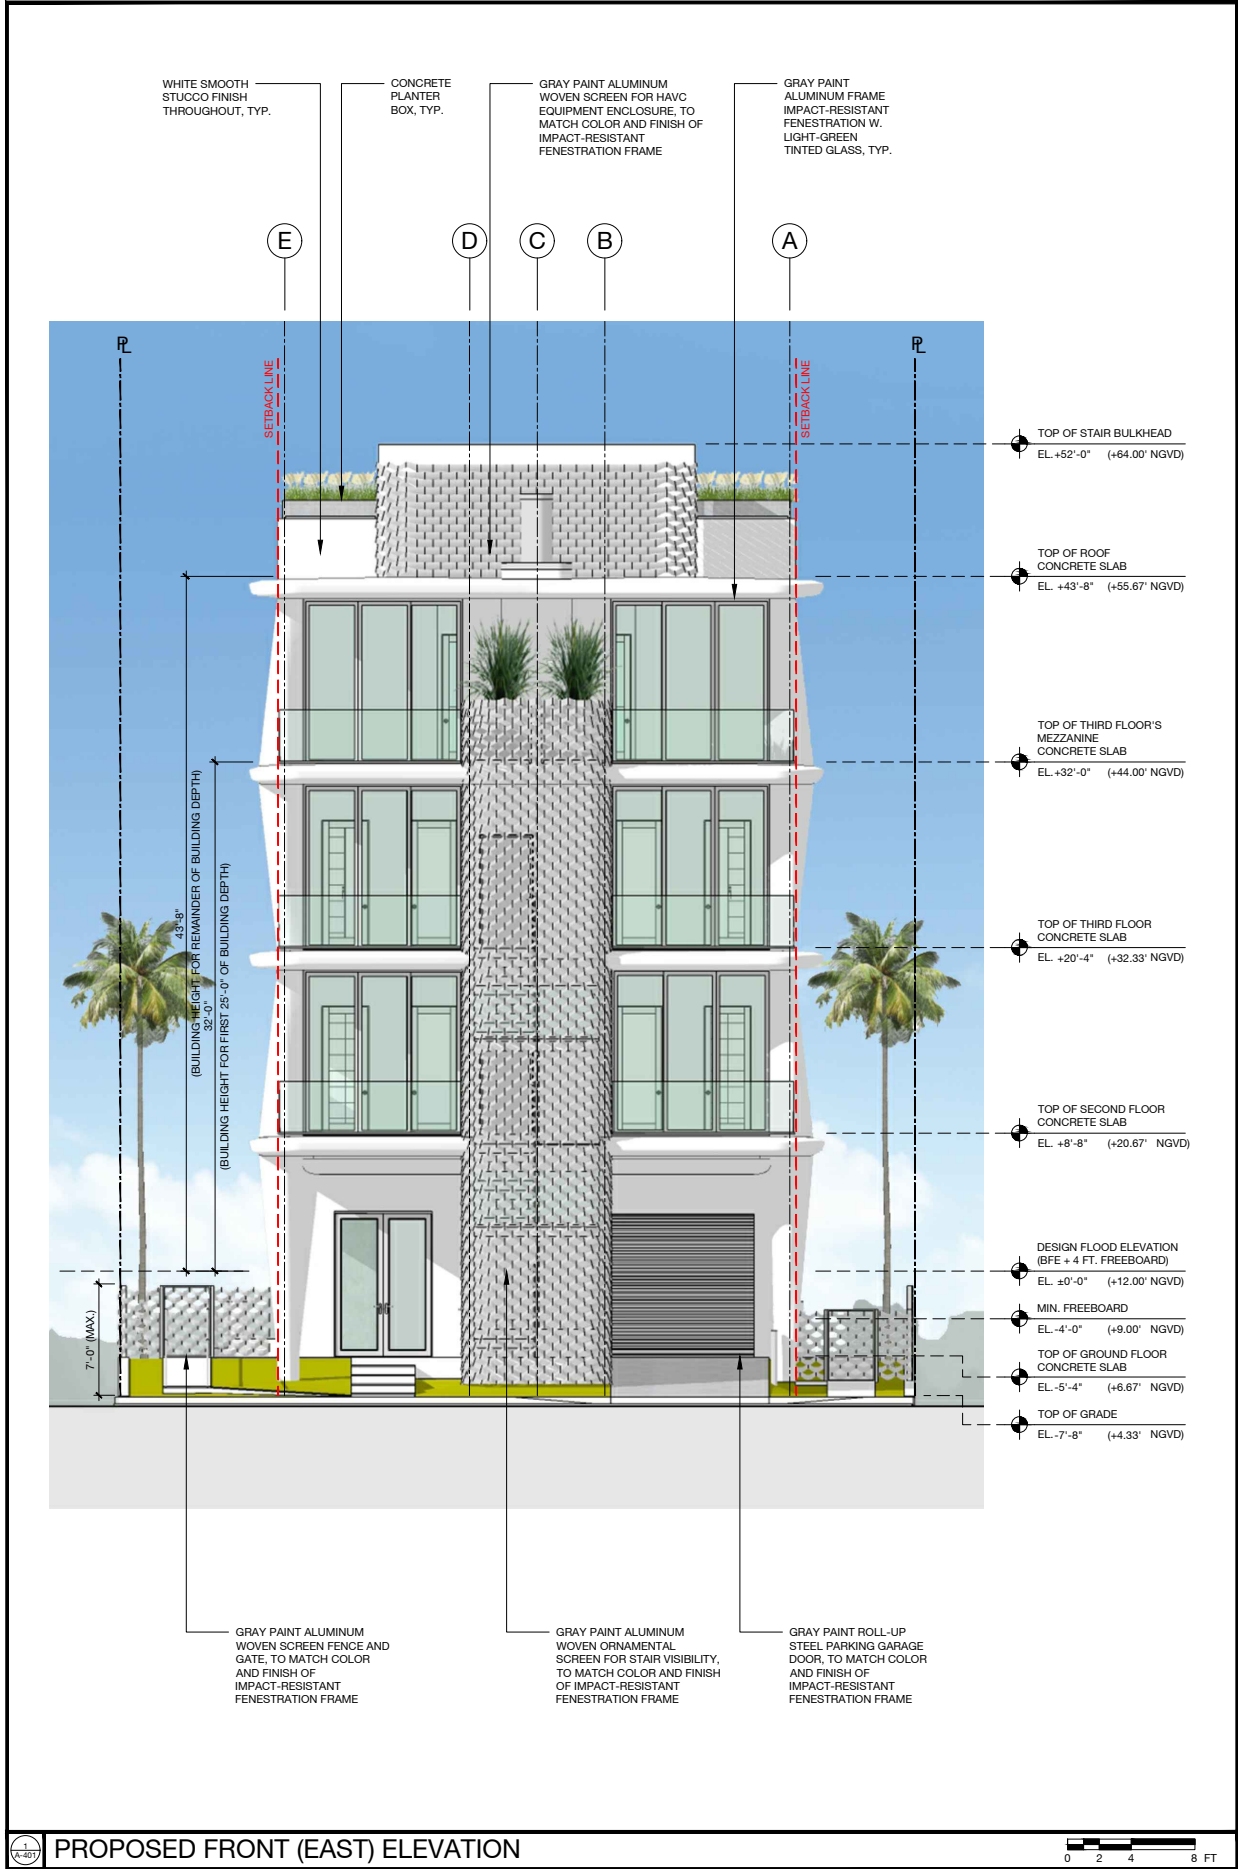 WHITE SMOOTH
STUCCO FINISH
THROUGHOUT, TYP.
CONCRETE
PLANTER
BOX, TYP.
GRAY PAINT ALUMINUM
WOVEN SCREEN FOR HAVC
EQUIPMENT ENCLOSURE, TO
MATCH COLOR AND FINISH OF
IMPACT-RESISTANT
FENESTRATION FRAME
GRAY PAINT
ALUMINUM FRAME
IMPACT-RESISTANT
FENESTRATION W.
LIGHT-GREEN
TINTED GLASS, TYP.
E
D
C
B
A
PL
PL
SETBACK LINE
SETBACK LINE
TOP OF STAIR BULKHEAD
EL.+52'-0" (+64.00' NGVD)
TOP OF ROOF
CONCRETE SLAB
EL. +43'-8" (+55.67' NGVD)
TOP OF THIRD FLOOR'S
MEZZANINE
CONCRETE SLAB
EL.+32'-0" (+44.00' NGVD)
TOP OF THIRD FLOOR
CONCRETE SLAB
EL. +20'-4" (+32.33' NGVD)
TOP OF SECOND FLOOR
CONCRETE SLAB
EL. +8'-8" (+20.67' NGVD)
DESIGN FLOOD ELEVATION
(BFE + 4 FT. FREEBOARD)
EL. ±0'-0" (+12.00' NGVD)
MIN. FREEBOARD
EL.-4'-0" (+9.00' NGVD)
TOP OF GROUND FLOOR
CONCRETE SLAB
EL.-5'-4" (+6.67' NGVD)
TOP OF GRADE
EL.-7'-8" (+4.33' NGVD)
43'-8"
(BUILDING HEIGHT FOR REMAINDER OF BUILDING DEPTH)
32'-0"
(BUILDING HEIGHT FOR FIRST 25'-0" OF BUILDING DEPTH)
7'-0" (MAX.)
GRAY PAINT ALUMINUM
WOVEN SCREEN FENCE AND
GATE, TO MATCH COLOR
AND FINISH OF
IMPACT-RESISTANT
FENESTRATION FRAME
GRAY PAINT ALUMINUM
WOVEN ORNAMENTAL
SCREEN FOR STAIR VISIBILITY,
TO MATCH COLOR AND FINISH
OF IMPACT-RESISTANT
FENESTRATION FRAME
GRAY PAINT ROLL-UP
STEEL PARKING GARAGE
DOOR, TO MATCH COLOR
AND FINISH OF
IMPACT-RESISTANT
FENESTRATION FRAME
1
A-401
PROPOSED FRONT (EAST) ELEVATION
0 2 4 8 FT